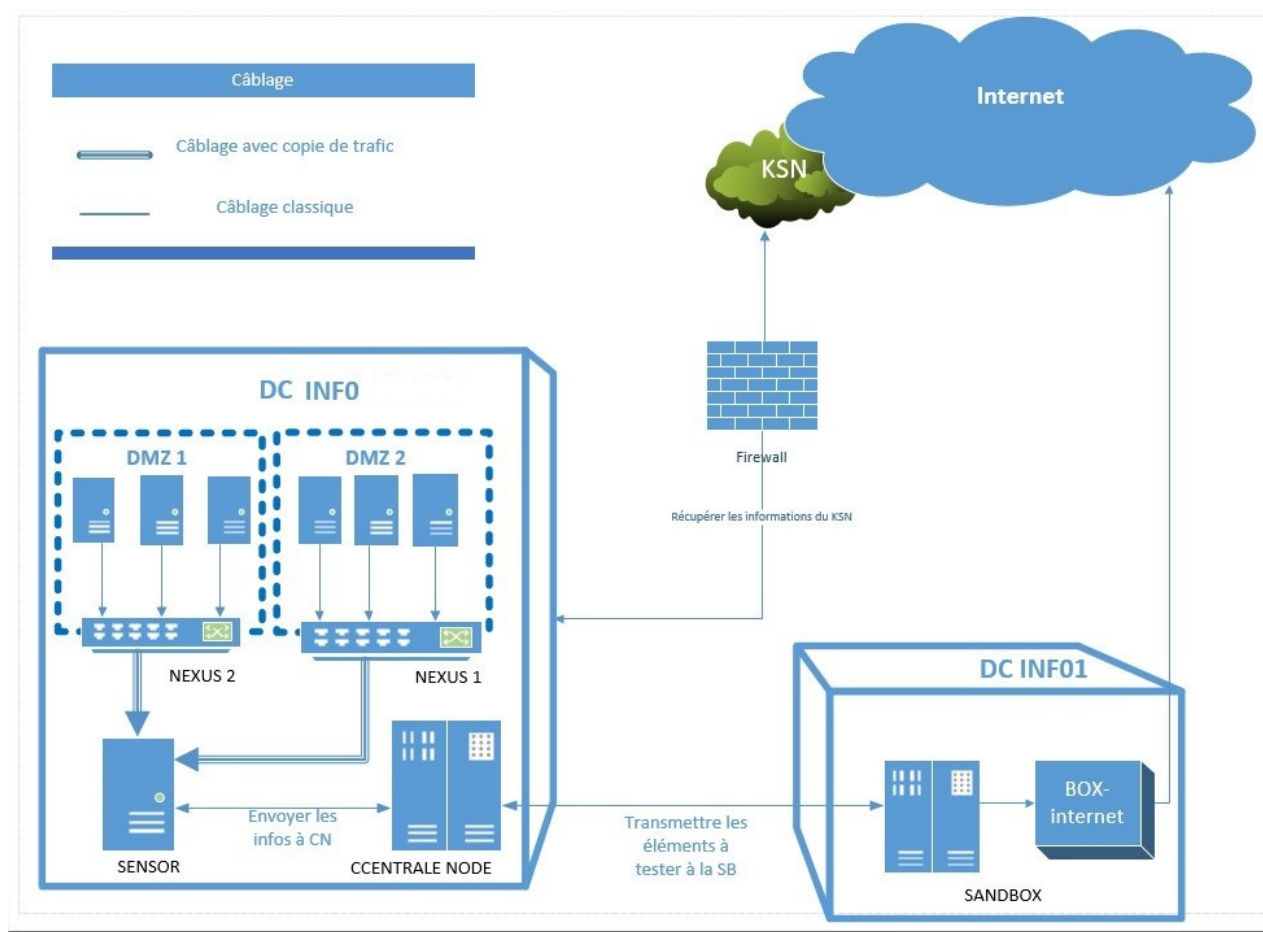 Câblage
Câblage avec copie de trafic
Câblage classique
Internet
KSN
Firewall
Récupérer les informations du KSN
DC INF0
DMZ 1
DMZ 2
NEXUS 2
NEXUS 1
SENSOR
Envoyer les
infos à CN
CCENTRALE NODE
Transmettre les
éléments à
tester à la SB
DC INF01
BOX-
internet
SANDBOX